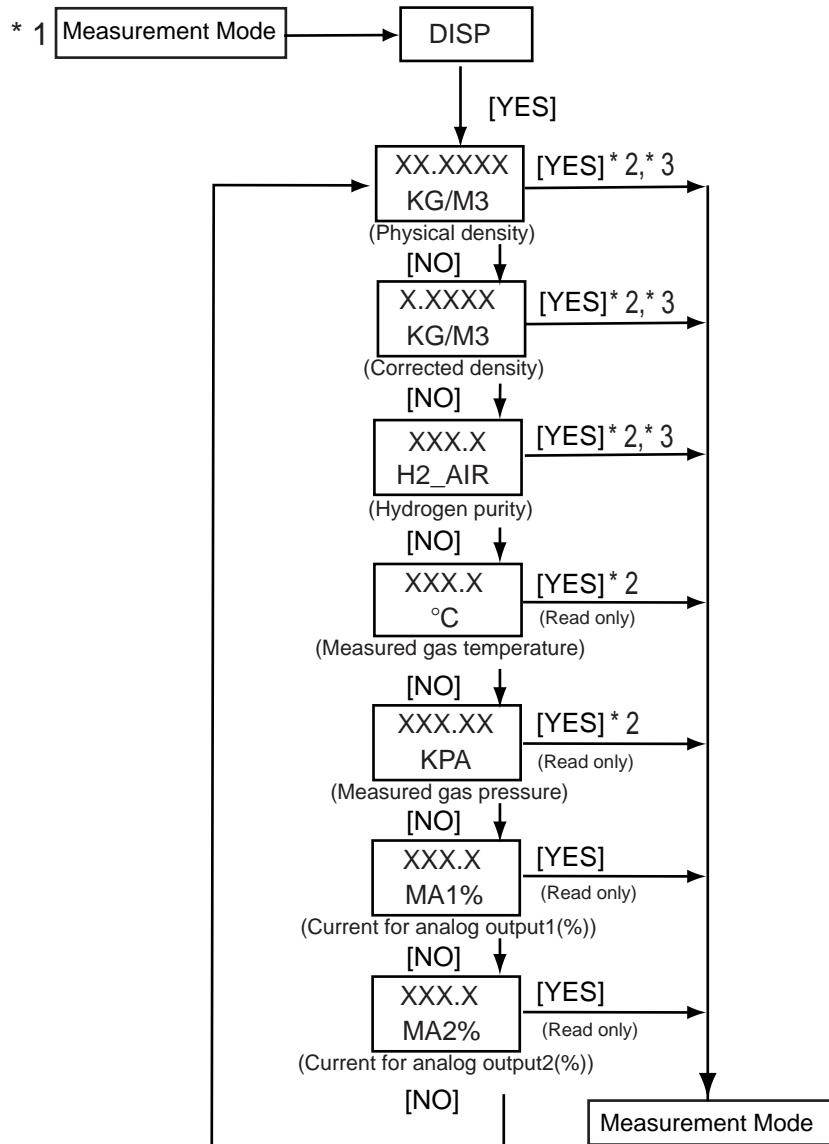 * 1 Measurement Mode DISP
[YES]
XX.XXXX [YES] * 2,* 3
KG/M3
(Physical density)
[NO]
X.XXXX [YES] * 2,* 3
KG/M3
(Corrected density)
[NO]
XXX.X [YES] * 2,* 3
H2_AIR
(Hydrogen purity)
[NO]
XXX.X [YES] * 2
°C (Read only)
(Measured gas temperature)
[NO]
XXX.XX [YES] * 2
KPA (Read only)
(Measured gas pressure)
[NO]
XXX.X [YES]
MA1% (Read only)
(Current for analog output1(%))
[NO]
XXX.X [YES]
MA2% (Read only)
(Current for analog output2(%))
[NO]
Measurement Mode